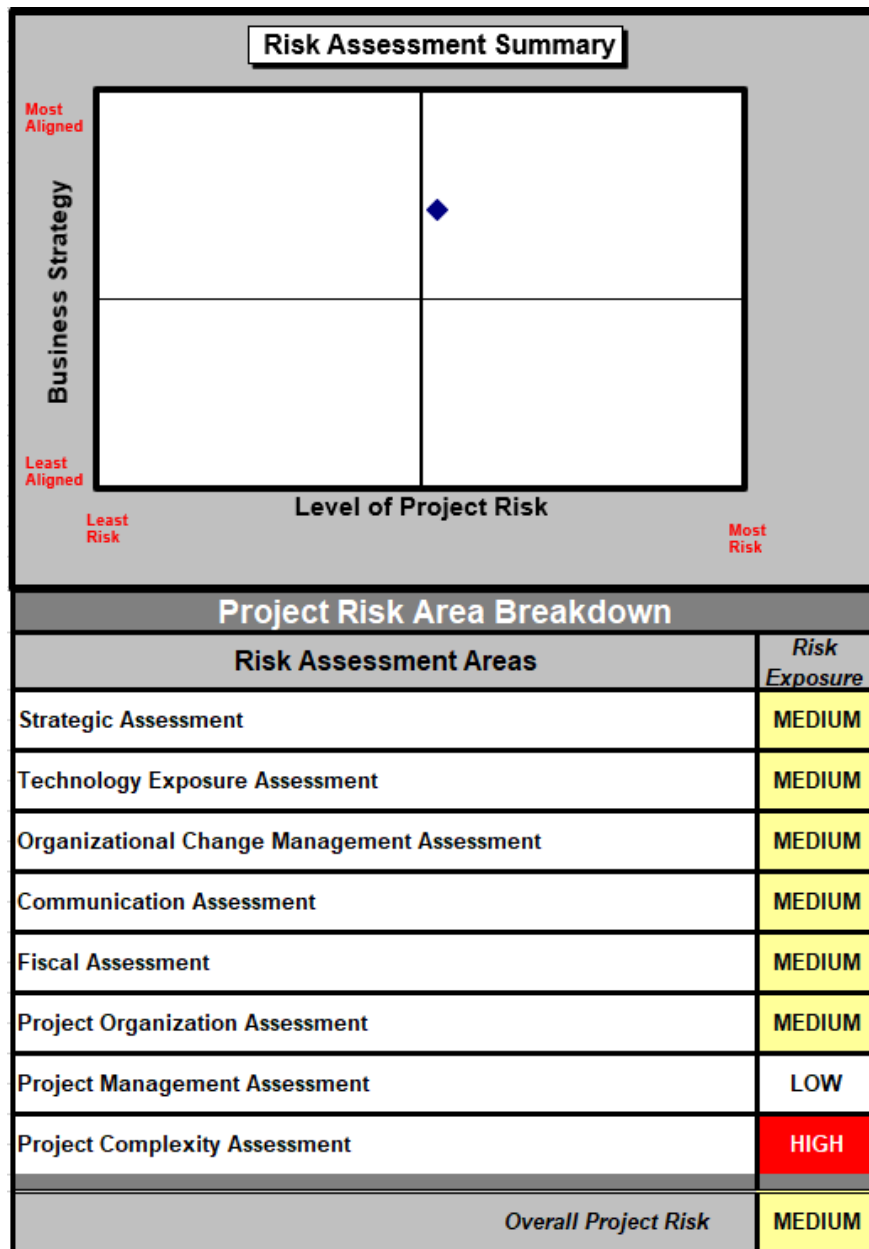 Risk Assessment Summary
Most
Aligned
Business Strategy
Least
Aligned
Level of Project Risk
Least
Risk
Most
Risk
Project Risk Area Breakdown
Risk Assessment Areas
Risk
Exposure
Strategic Assessment MEDIUM
Technology Exposure Assessment MEDIUM
Organizational Change Management Assessment MEDIUM
Communication Assessment MEDIUM
Fiscal Assessment MEDIUM
Project Organization Assessment MEDIUM
Project Management Assessment LOW
Project Complexity Assessment HIGH
Overall Project Risk MEDIUM